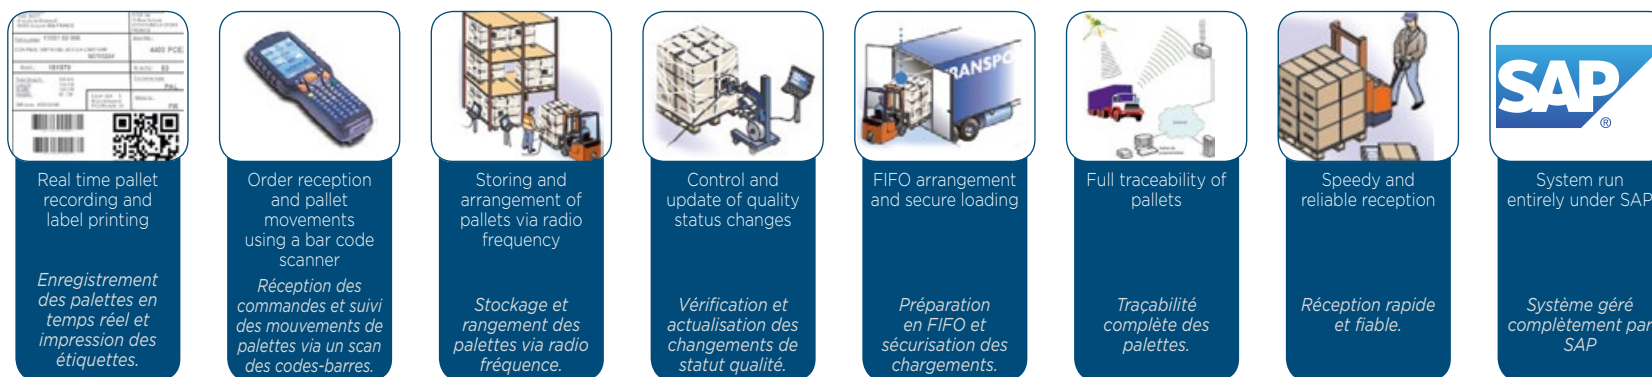 4400 PCE
TRANSPO
SAP
®
Real time pallet
recording and
label printing
Enregistrement
des palettes en
temps réel et
impression des
étiquettes.
Order reception
and pallet
movements
using a bar code
scanner
Réception des
commandes et suivi
des mouvements de
palettes via un scan
des codes-barres.
Storing and
arrangement of
pallets via radio
frequency
Stockage et
rangement des
palettes via radio
fréquence.
Control and
update of quality
status changes
Vérification et
actualisation des
changements de
statut qualité.
FIFO arrangement
and secure loading
Préparation
en FIFO et
sécurisation des
chargements.
Full traceability of
pallets
Traçabilité
complète des
palettes.
Speedy and
reliable reception
Réception rapide
et fiable.
System run
entirely under SAP
Système géré
complètement par
SAP